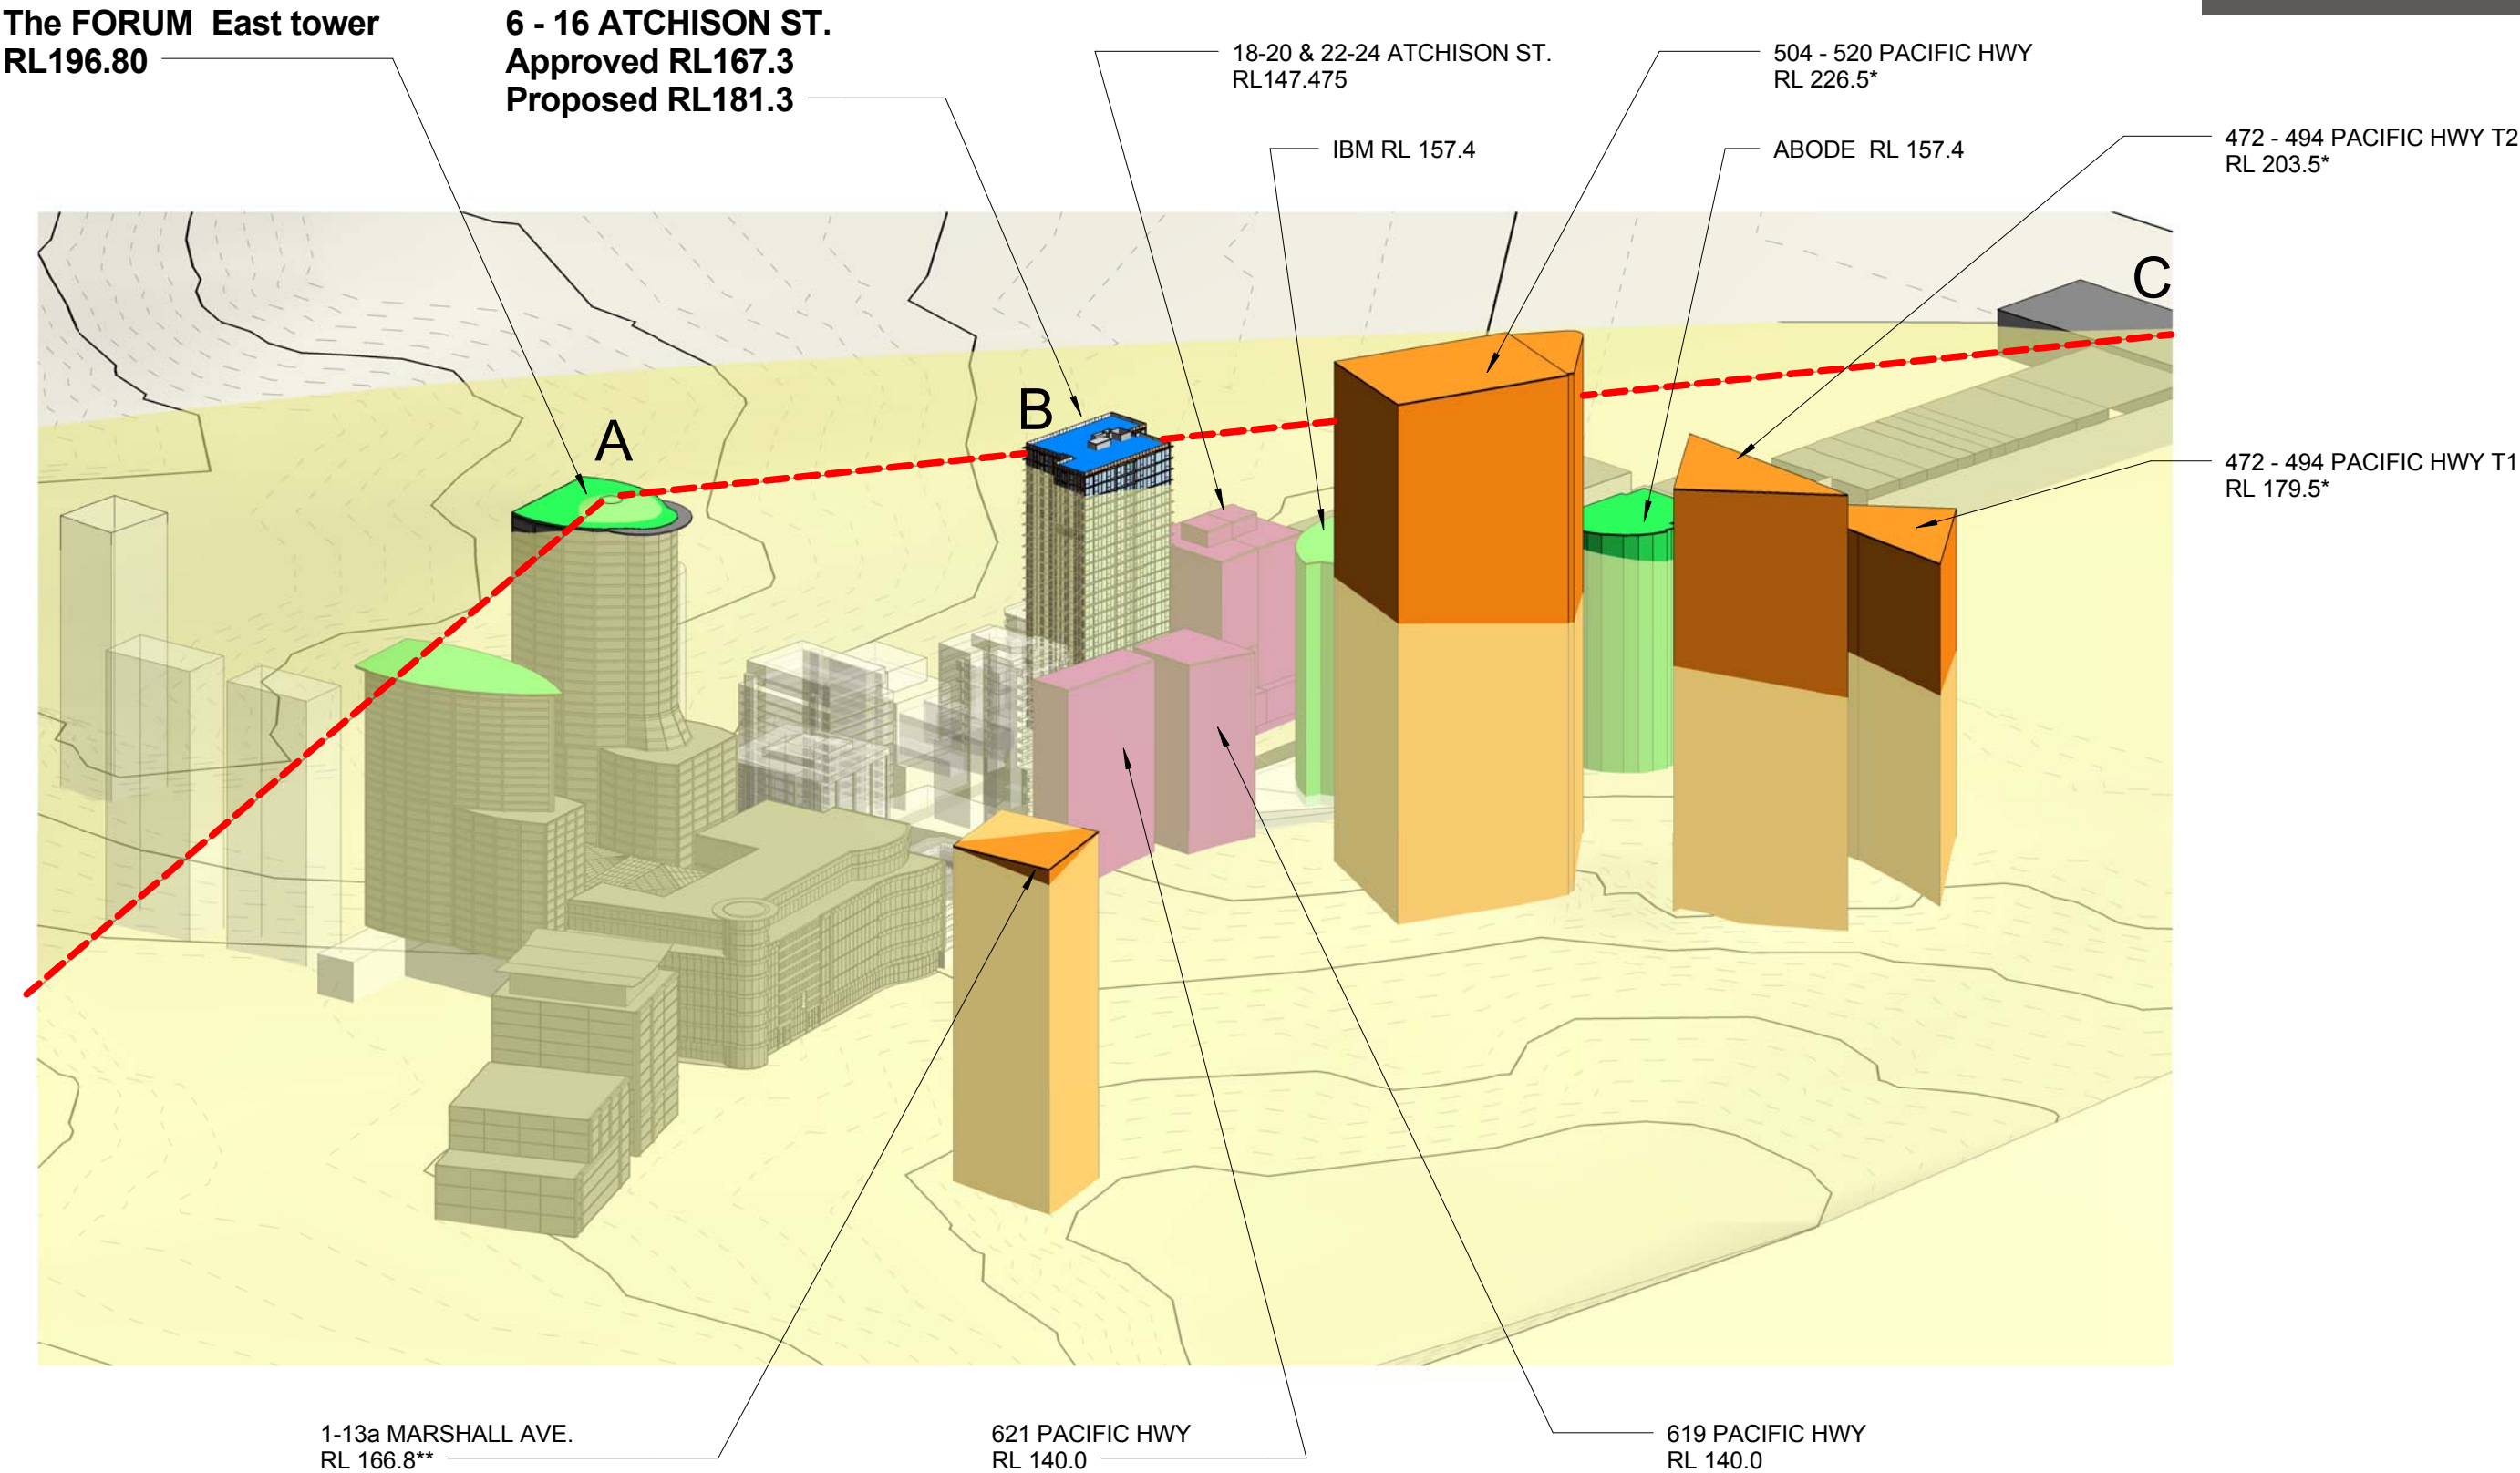 The FORUM East tower
RL196.80
6 - 16 ATCHISON ST.
Approved RL167.3
Proposed RL181.3
18-20 & 22-24 ATCHISON ST.
RL147.475
504 - 520 PACIFIC HWY
RL 226.5*
IBM RL 157.4
ABODE RL 157.4
472 - 494 PACIFIC HWY T2
RL 203.5*
C
B
A
472 - 494 PACIFIC HWY T1
RL 179.5*
1-13a MARSHALL AVE.
RL 166.8**
621 PACIFIC HWY
RL 140.0
619 PACIFIC HWY
RL 140.0